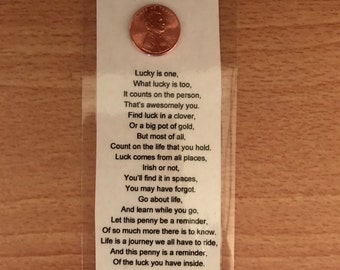 Lucky is one,
What lucky is too,
It counts on the person,
That's awesomely you.
Find luck in a clover,
Or a big pot of gold,
But most of all,
Count on the life that you hold.
Luck comes from all places,
Irish or not,
You'll find it in spaces,
You may have forgot.
Go about life,
And learn while you go,
Let this penny be a reminder,
Of so much more there is to know.
Life is a journey we all have to ride,
And this penny is a reminder,
Of the luck you have inside.